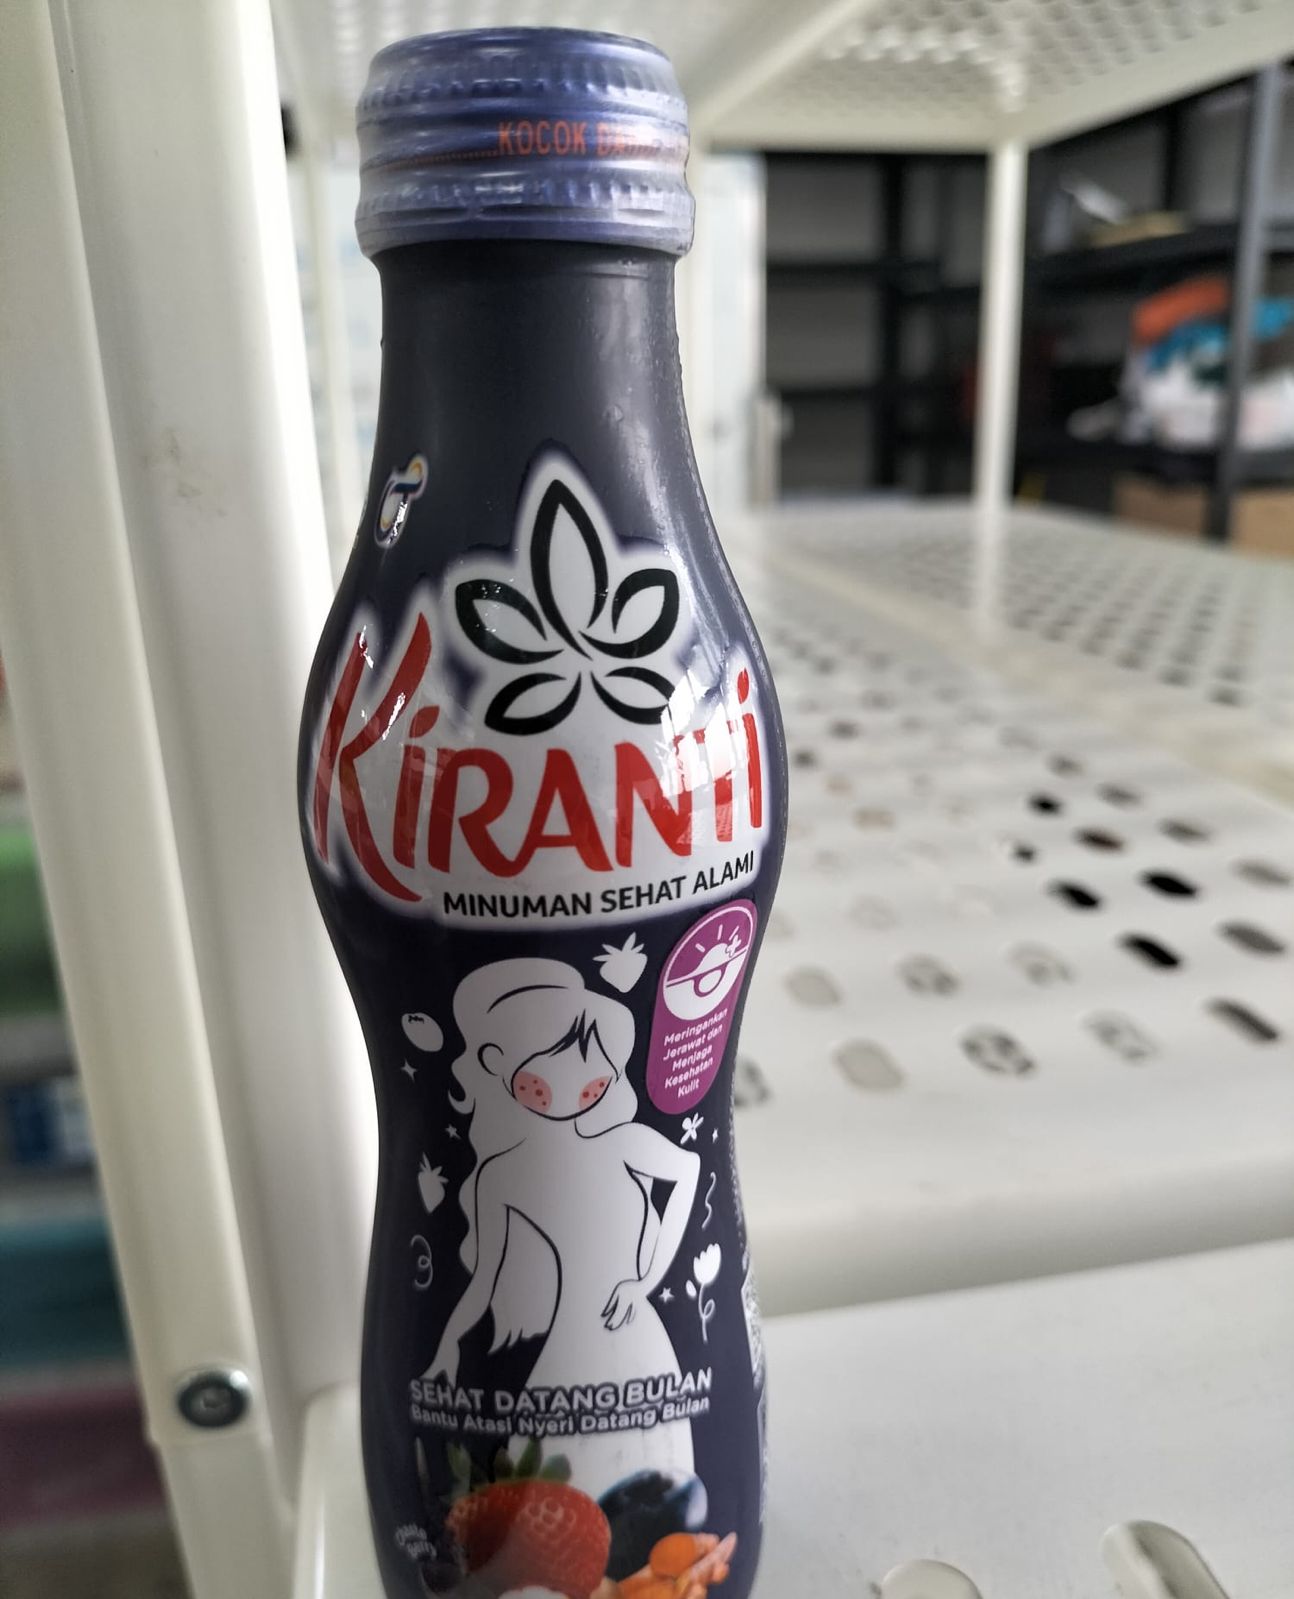 KOCOK
KiRANTi
MINUMAN SEHAT ALAMI
Meringankan
Jerawat dan
Menjaga
Kesehatan
Kulit
SEHAT DATANG BULAN
Bantu Atasi Nyeri Datang Bulan